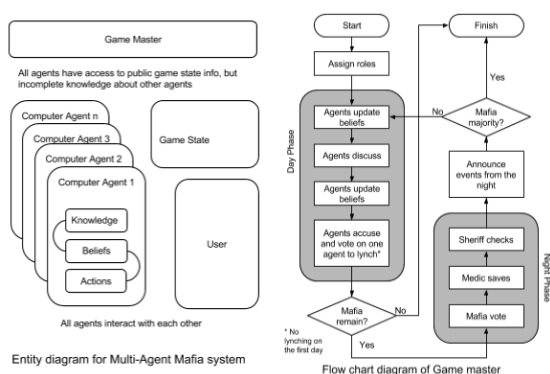 Game Master
All agents have access to public game state info, but
incomplete knowledge about other agents
Computer Agent n
Computer Agent 3
Computer Agent 2
Computer Agent 1
Knowledge
Beliefs
Actions
Game State
User
All agents interact with each other
Entity diagram for Multi-Agent Mafia system
Start
Assign roles
Day Phase
Agents update
beliefs
Agents discuss
Agents update
beliefs
Agents accuse
and vote on one
agent to lynch*
Mafia
remain?
No
Yes
* No
lynching on
the first day
Finish
Yes
No
Mafia
majority?
Announce
events from the
night
Night Phase
Sheriff checks
Medic saves
Mafia vote
Flow chart diagram of Game master